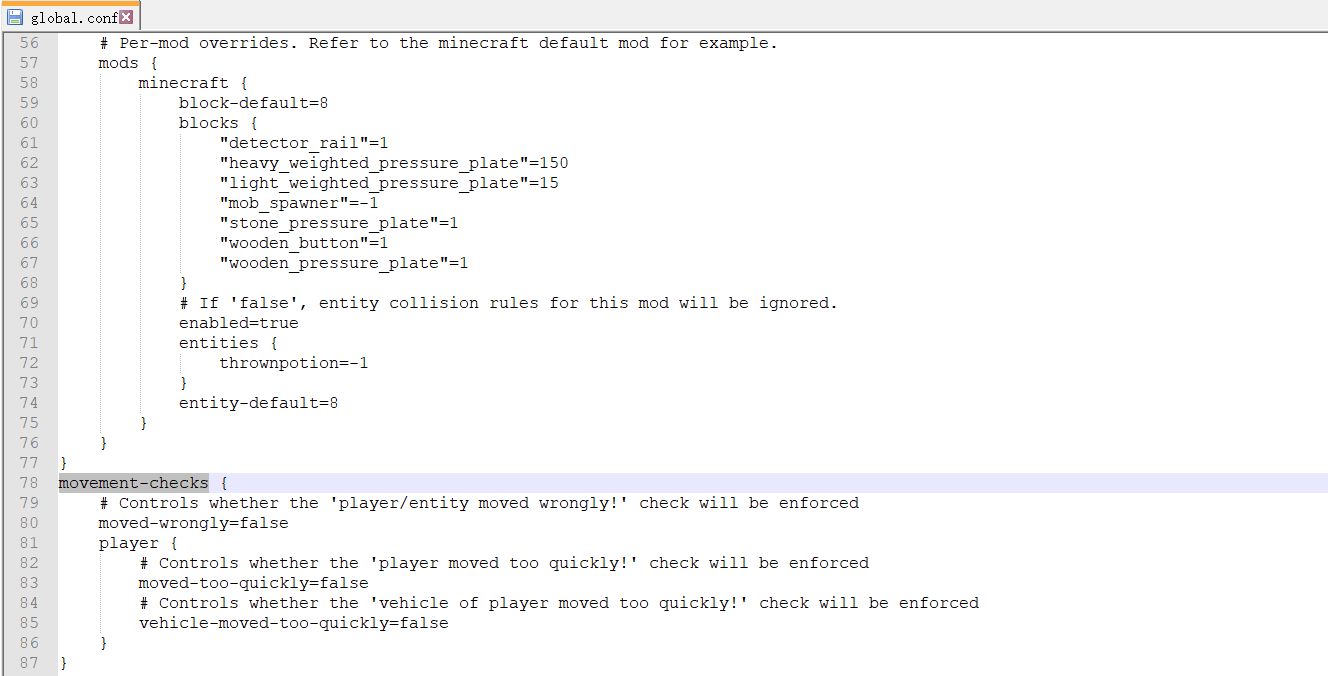 global.conf
56 # Per-mod overrides. Refer to the minecraft default mod for example.
57 mods {
58 minecraft {
59 block-default=8
60 blocks {
61 "detector_rail"=1
62 "heavy_weighted_pressure_plate"=150
63 "light_weighted_pressure_plate"=15
64 "mob_spawner"=-1
65 "stone_pressure_plate"=1
66 "wooden_button"=1
67 "wooden_pressure_plate"=1
68 }
69 # If 'false', entity collision rules for this mod will be ignored.
70 enabled=true
71 entities {
72 thrownpotion=-1
73 }
74 entity-default=8
75 }
76 }
77 }
78 movement-checks {
79 # Controls whether the 'player/entity moved wrongly!' check will be enforced
80 moved-wrongly=false
81 player {
82 # Controls whether the 'player moved too quickly!' check will be enforced
83 moved-too-quickly=false
84 # Controls whether the 'vehicle of player moved too quickly!' check will be enforced
85 vehicle-moved-too-quickly=false
86 }
87 }